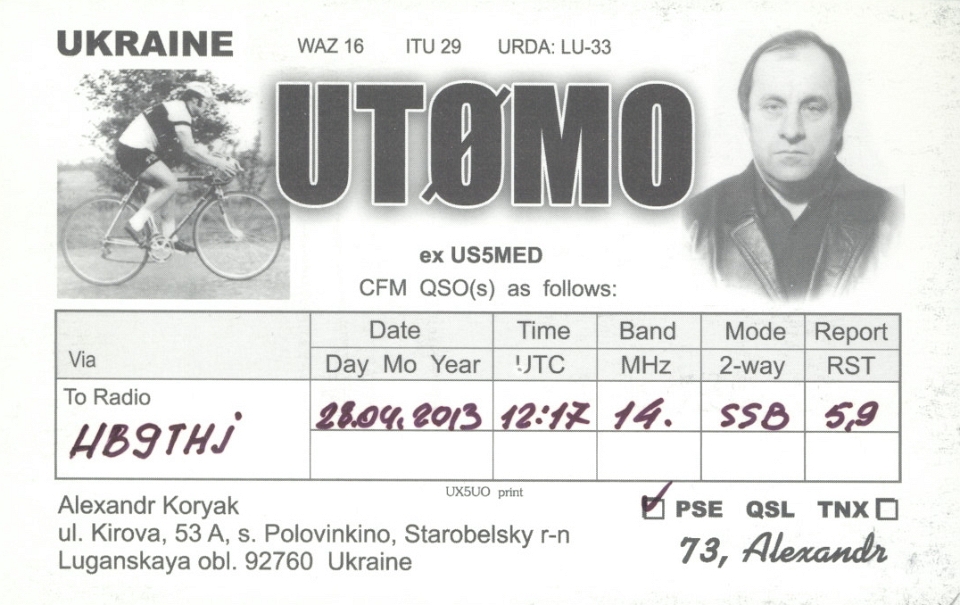 UKRAINE
WAZ 16 ITU 29 URDA: LU-33
UTØMO
ex US5MED
CFM QSO(s) as follows:
Via
Date Time Band Mode Report
Day Mo Year UTC MHz 2-way RST
To Radio
HB9THJ 28.04.2013 12:17 14. SSB 5,9
UX5UO print
Alexandr Koryak
ul. Kirova, 53 A, s. Polovinkino, Starobelsky r-n
Luganskaya obl. 92760 Ukraine
PSE QSL TNX
73, Alexandr